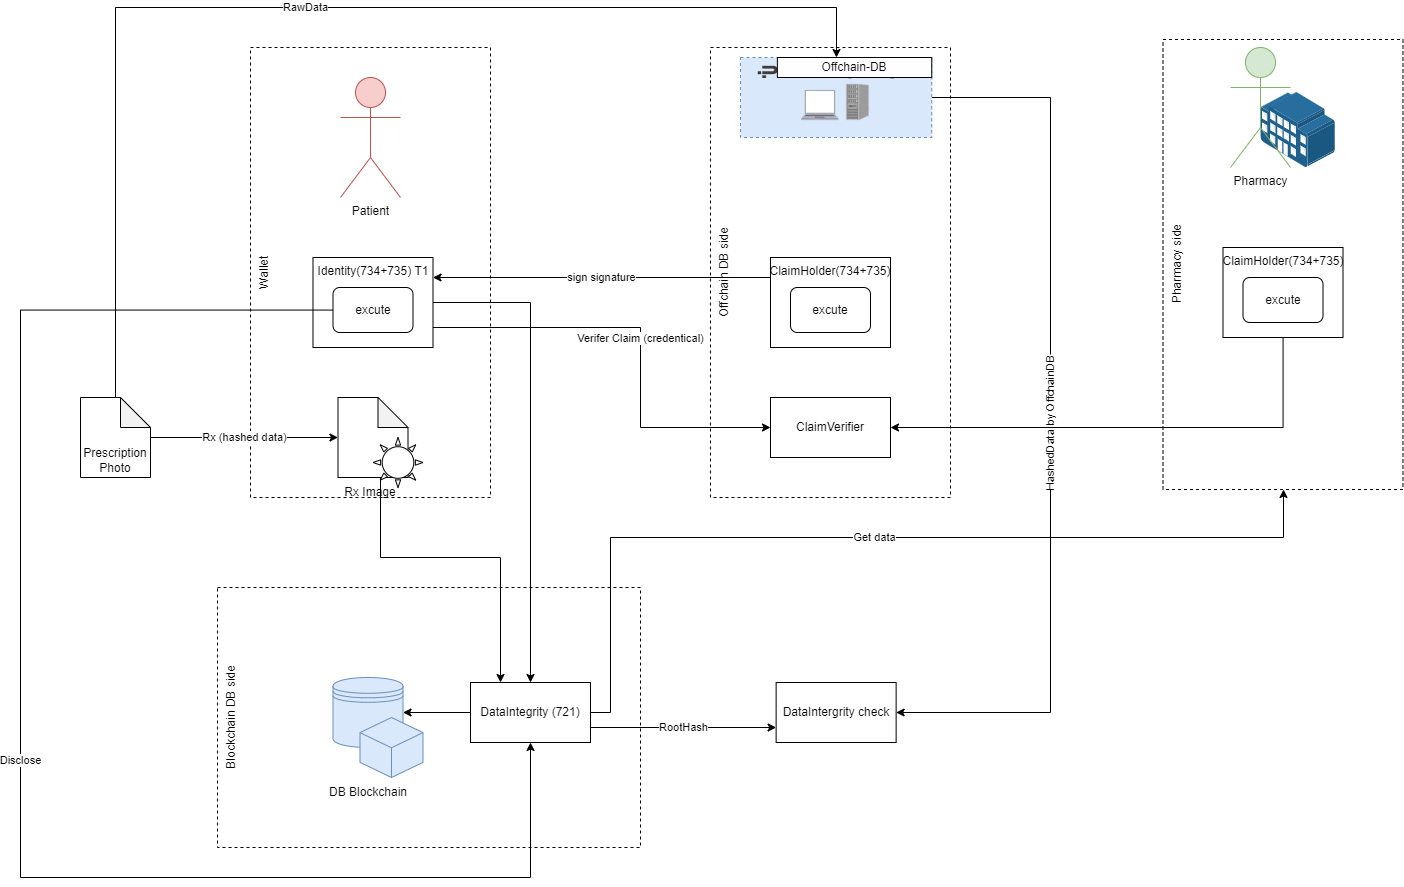 RawData
Offchain-DB
Patient
Pharmacy
Wallet
Identity(734+735) T1
excute
sign signature
Offchain DB side
ClaimHolder(734+735)
excute
Pharmacy side
ClaimHolder(734+735)
excute
Verifer Claim (credentical)
HashedData by OffchainDB
Prescription
Photo
Rx (hashed data)
Rx Image
ClaimVerifier
Get data
Blockchain DB side
DataIntegrity (721)
RootHash
DataIntergrity check
Disclose
DB Blockchain